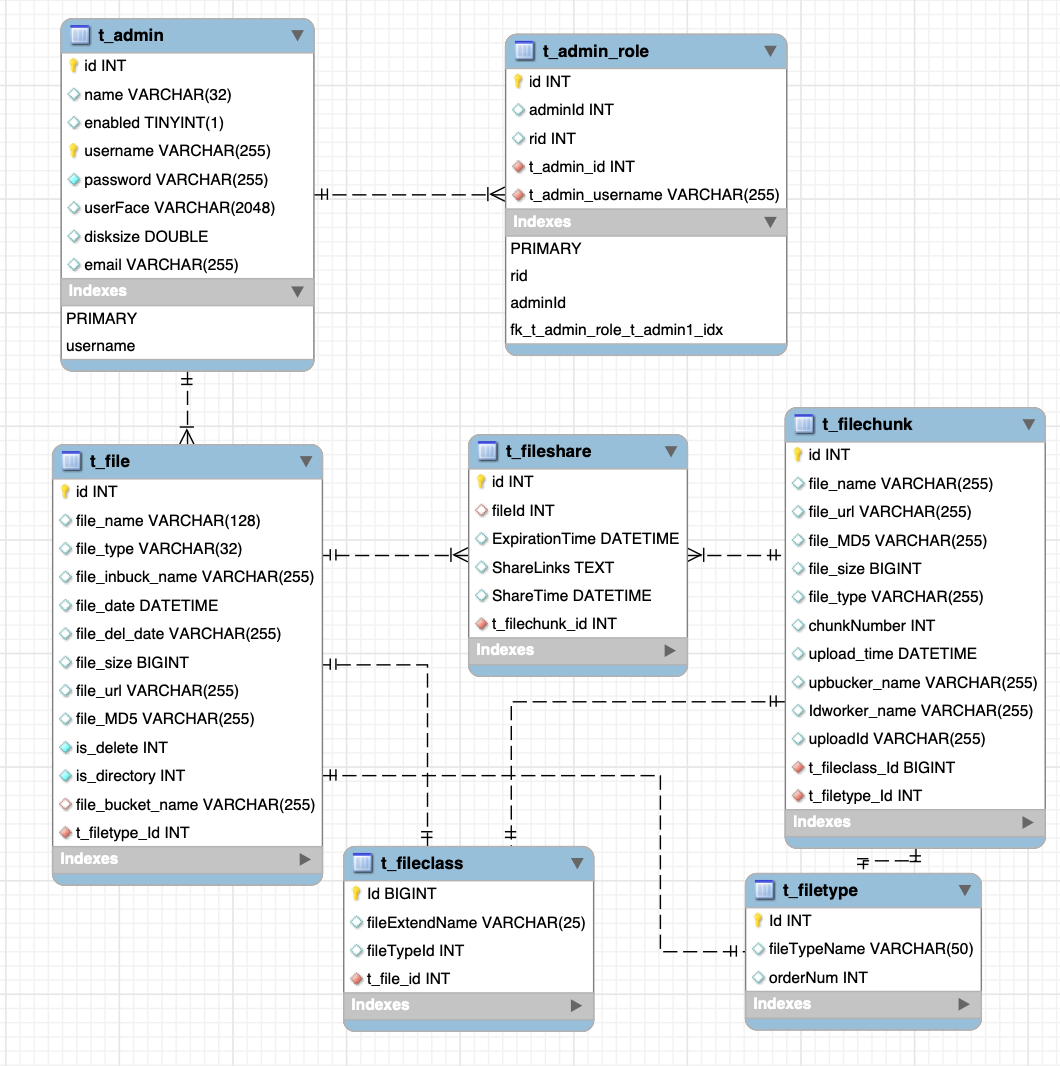 t_admin
id INT
name VARCHAR(32)
enabled TINYINT(1)
username VARCHAR(255)
password VARCHAR(255)
userFace VARCHAR(2048)
disksize DOUBLE
email VARCHAR(255)
Indexes
PRIMARY
username
t_admin_role
id INT
adminId INT
rid INT
t_admin_id INT
t_admin_username VARCHAR(255)
Indexes
PRIMARY
rid
adminId
fk_t_admin_role_t_admin1_idx
t_file
id INT
file_name VARCHAR(128)
file_type VARCHAR(32)
file_inbuck_name VARCHAR(255)
file_date DATETIME
file_del_date VARCHAR(255)
file_size BIGINT
file_url VARCHAR(255)
file_MD5 VARCHAR(255)
is_delete INT
is_directory INT
file_bucket_name VARCHAR(255)
t_filetype_Id INT
Indexes
t_fileshare
id INT
fileId INT
ExpirationTime DATETIME
ShareLinks TEXT
ShareTime DATETIME
t_filechunk_id INT
Indexes
t_filechunk
id INT
file_name VARCHAR(255)
file_url VARCHAR(255)
file_MD5 VARCHAR(255)
file_size BIGINT
file_type VARCHAR(255)
chunkNumber INT
upload_time DATETIME
upbucker_name VARCHAR(255)
Idworker_name VARCHAR(255)
uploadId VARCHAR(255)
t_fileclass_Id BIGINT
t_filetype_Id INT
Indexes
t_fileclass
Id BIGINT
fileExtendName VARCHAR(25)
fileTypeId INT
t_file_id INT
Indexes
t_filetype
Id INT
fileTypeName VARCHAR(50)
orderNum INT
Indexes